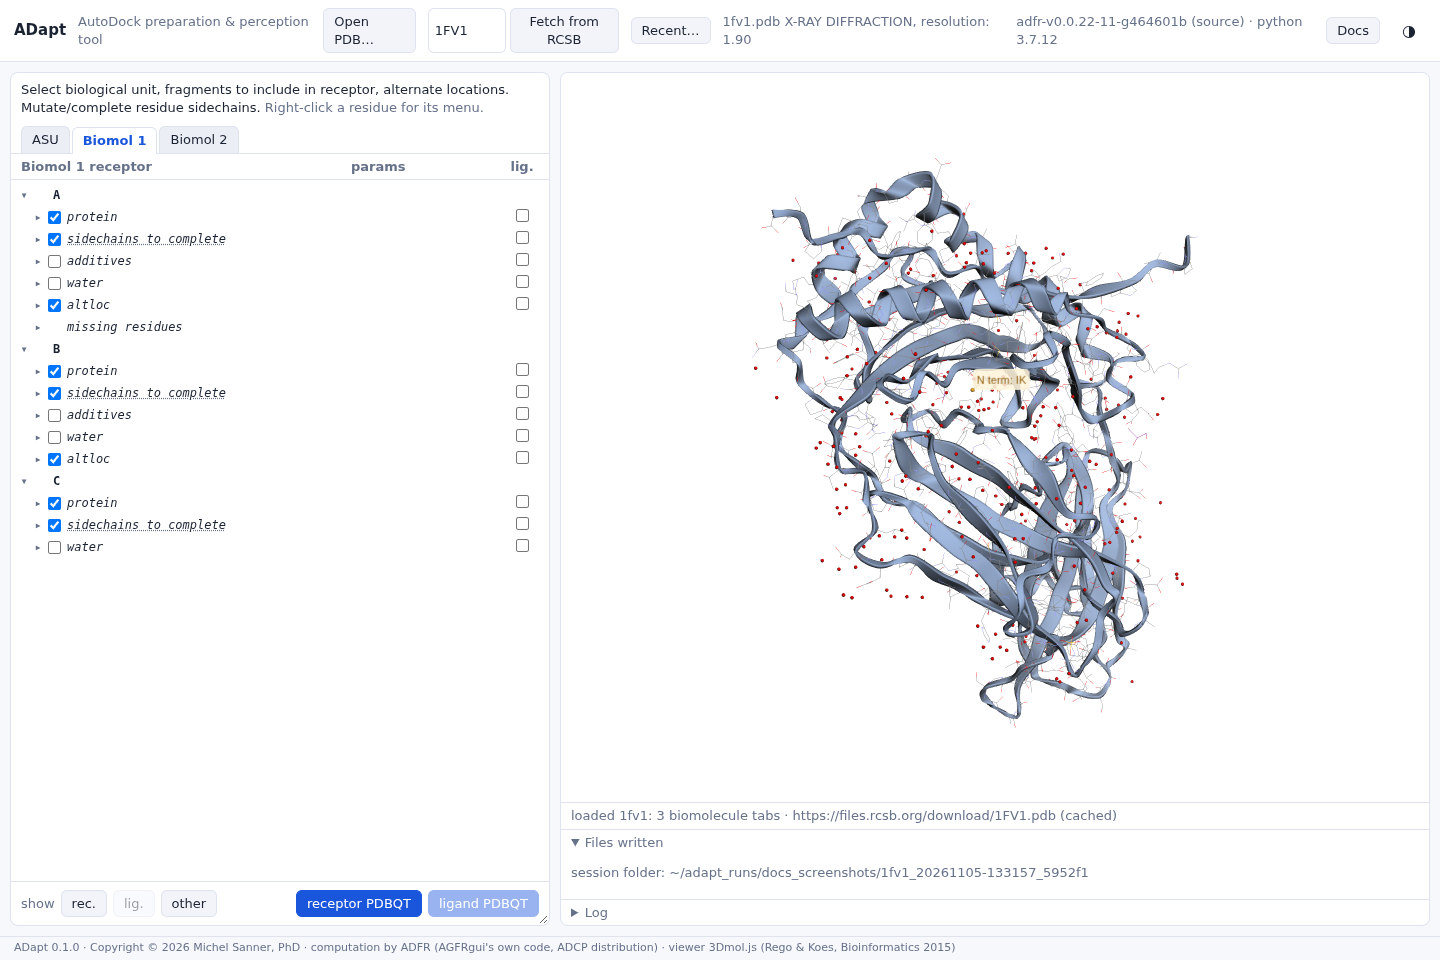 ADapt
AutoDock preparation & perception
tool
Open
PDB…
1FV1
Fetch from
RCSB
Recent…
1fv1.pdb X-RAY DIFFRACTION, resolution:
1.90
adfr-v0.0.22-11-g464601b (source) · python
3.7.12
Docs
Select biological unit, fragments to include in receptor, alternate locations.
Mutate/complete residue sidechains. Right-click a residue for its menu.
ASU
Biomol 1
Biomol 2
Biomol 1 receptor
params
lig.
A
protein
sidechains to complete
additives
water
altloc
missing residues
B
protein
sidechains to complete
additives
water
altloc
C
protein
sidechains to complete
water
N term: IK
show
rec.
lig.
other
receptor PDBQT
ligand PDBQT
loaded 1fv1: 3 biomolecule tabs · https://files.rcsb.org/download/1FV1.pdb (cached)
Files written
session folder: ~/adapt_runs/docs_screenshots/1fv1_20261105-133157_5952f1
Log
ADapt 0.1.0 · Copyright © 2026 Michel Sanner, PhD · computation by ADFR (AGFRgui's own code, ADCP distribution) · viewer 3Dmol.js (Rego & Koes, Bioinformatics 2015)